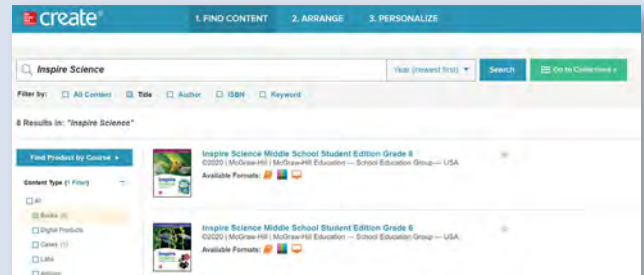 create®
1. FIND CONTENT 2. ARRANGE 3. PERSONALIZE
Inspire Science
Year (newest first)
Search
Go to Collections »
Filter by: All Content Title Author ISBN Keyword
8 Results in: "Inspire Science"
Find Product by Course
Content Type (1 Filter)
All
Books (8)
Digital Products
Cases (1)
Labs
Articles
Inspire Science Middle School Student Edition Grade 8
©2020 | McGraw-Hill | McGraw-Hill Education — School Education Group — USA
Available Formats:
Inspire Science Middle School Student Edition Grade 6
©2020 | McGraw-Hill | McGraw-Hill Education — School Education Group — USA
Available Formats: